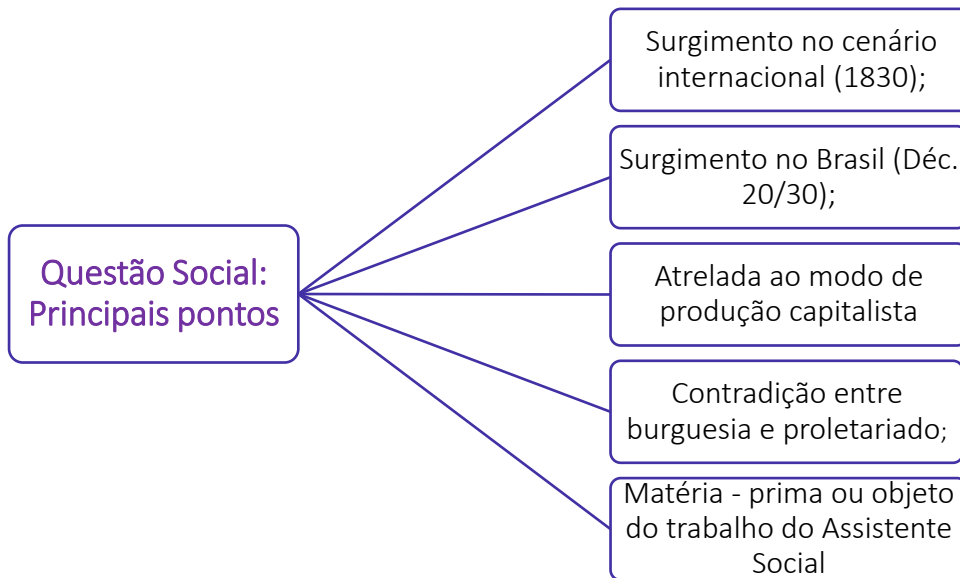 Surgimento no cenário
internacional (1830);
Surgimento no Brasil (Déc.
20/30);
Questão Social:
Principais pontos
Atrelada ao modo de
produção capitalista
Contradição entre
burguesia e proletariado;
Matéria - prima ou objeto
do trabalho do Assistente
Social